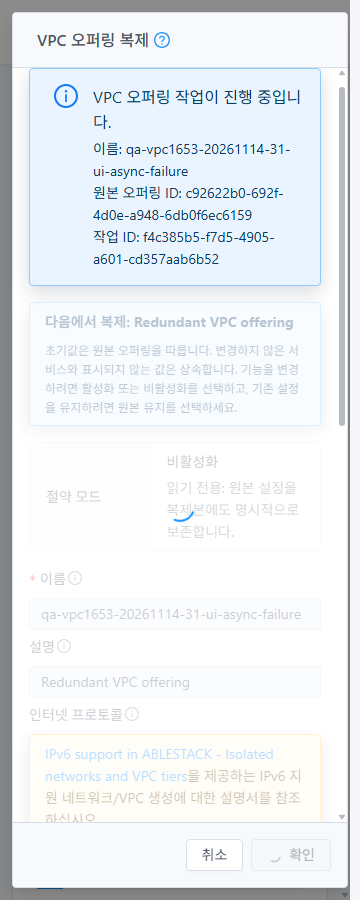 VPC 오퍼링 복제
VPC 오퍼링 작업이 진행 중입니
다.
이름: qa-vpc1653-20261114-31-
ui-async-failure
원본 오퍼링 ID: c92622b0-692f-
4d0e-a948-6db0f6ec6159
작업 ID: f4c385b5-f7d5-4905-
a601-cd357aab6b52
다음에서 복제: Redundant VPC offering
초기값은 원본 오퍼링을 따릅니다. 변경하지 않은 서
비스와 표시되지 않는 값은 상속합니다. 기능을 변경
하려면 활성화 또는 비활성화를 선택하고, 기존 설정
을 유지하려면 원본 유지를 선택하세요.
절약 모드
비활성화
읽기 전용: 원본 설정을
복제본에도 명시적으로
보존합니다.
* 이름
qa-vpc1653-20261114-31-ui-async-failure
설명
Redundant VPC offering
인터넷 프로토콜
IPv6 support in ABLESTACK - Isolated
networks and VPC tiers을 제공하는 IPv6 지
원 네트워크/VPC 생성에 대한 설명서를 참조
하십시오
취소
확인